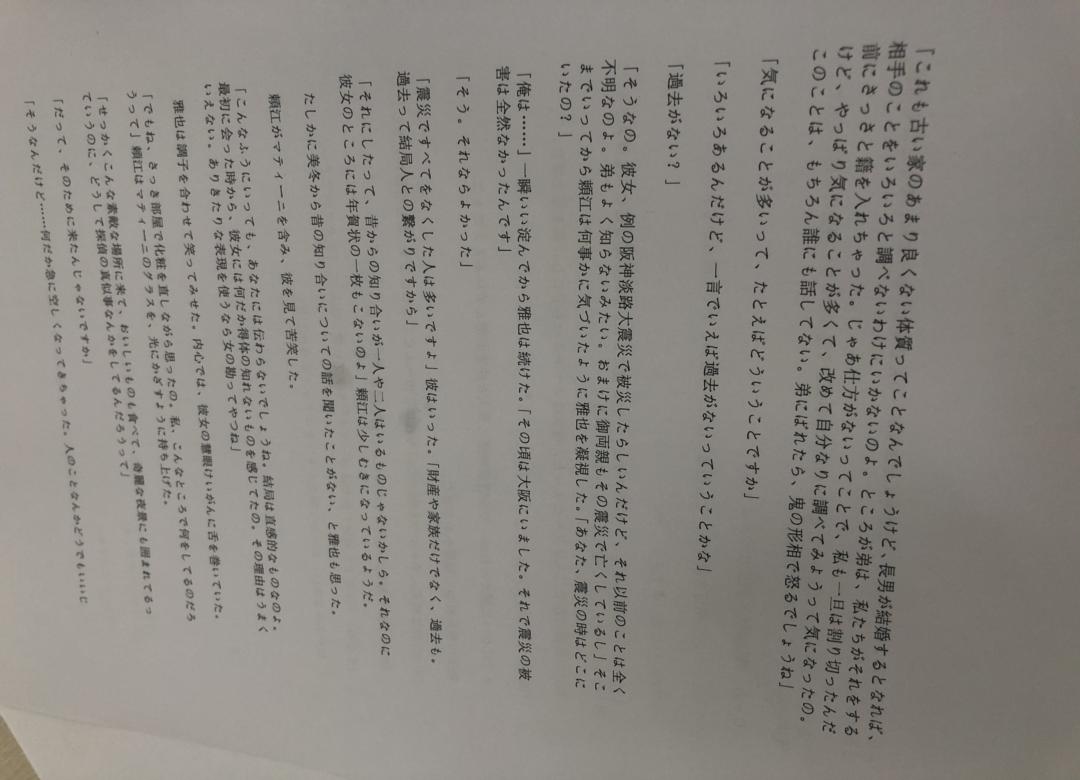 「これも古い家のあまり良くない体質ってことなんでしょうけど、長男が結婚するとなれば、
相手のことをいろいろと調べないわけにいかないのよ。ところが弟は、私たちがそれをする
前にさっさと籍を入れちゃった。じゃあ仕方がないってことで、私も一旦は割り切ったんだ
けど、やっぱり気になることが多くて、改めて自分なりに調べてみようって気になったの。
このことは、もちろん誰にも話してない。弟にばれたら、鬼の形相で怒るでしょうね」
「気になることが多いって、たとえばどういうことですか」
「いろいろあるんだけど、一言でいえば過去がないっていうことかな」
「過去がない？」
「そうなの。彼女、例の阪神淡路大震災で被災したらしいんだけど、それ以前のことは全く
不明なのよ。弟もよく知らないみたい。おまけに御両親もその震災で亡くしているし」そこ
までいってから頼江は何事かに気づいたように雅也を凝視した。「あなた、震災の時はどこに
いたの？」
「俺は……」一瞬いい淀んでから雅也は続けた。「その頃は大阪にいました。それで震災の被
害は全然なかったんです」
「そう。それならよかった」
「震災ですべてをなくした人は多いですよ」彼はいった。「財産や家族だけでなく、過去も。
過去って結局人との繋がりですから」
「それにしたって、昔からの知り合いが一人や二人はいるものじゃないかしら。それなのに
彼女のところには年賀状の一枚もこないのよ」頼江は少しむきになっているようだ。
たしかに美冬から昔の知り合いについての話を聞いたことがない、と雅也も思った。
頼江がマティーニを含み、彼を見て苦笑した。
「こんなふうにいっても、あなたには伝わらないでしょうね。結局は直感的なものなのよ。
最初に会った時から、彼女には何だか得体の知れないものを感じてたの。その理由はうまく
いえない。ありきたりな表現を使うなら女の勘ってやつね」
雅也は調子を合わせて笑ってみせた。内心では、彼女の慧眼けいがんに舌を巻いていた。
「でもね、さっき部屋で化粧を直しながら思ったの。私、こんなところで何をしてるのだろ
うって」頼江はマティーニのグラスを、光にかざすように持ち上げた。
「せっかくこんな素敵な場所に来て、おいしいものも食べて、奇麗な夜景にも囲まれてるっ
ていうのに、どうして探偵の真似事なんかをしてるんだろうって」
「だって、そのために来たんじゃないですか」
「そうなんだけど……何だか急に空しくなってきちゃった。人のことなんかどうでもいいじ